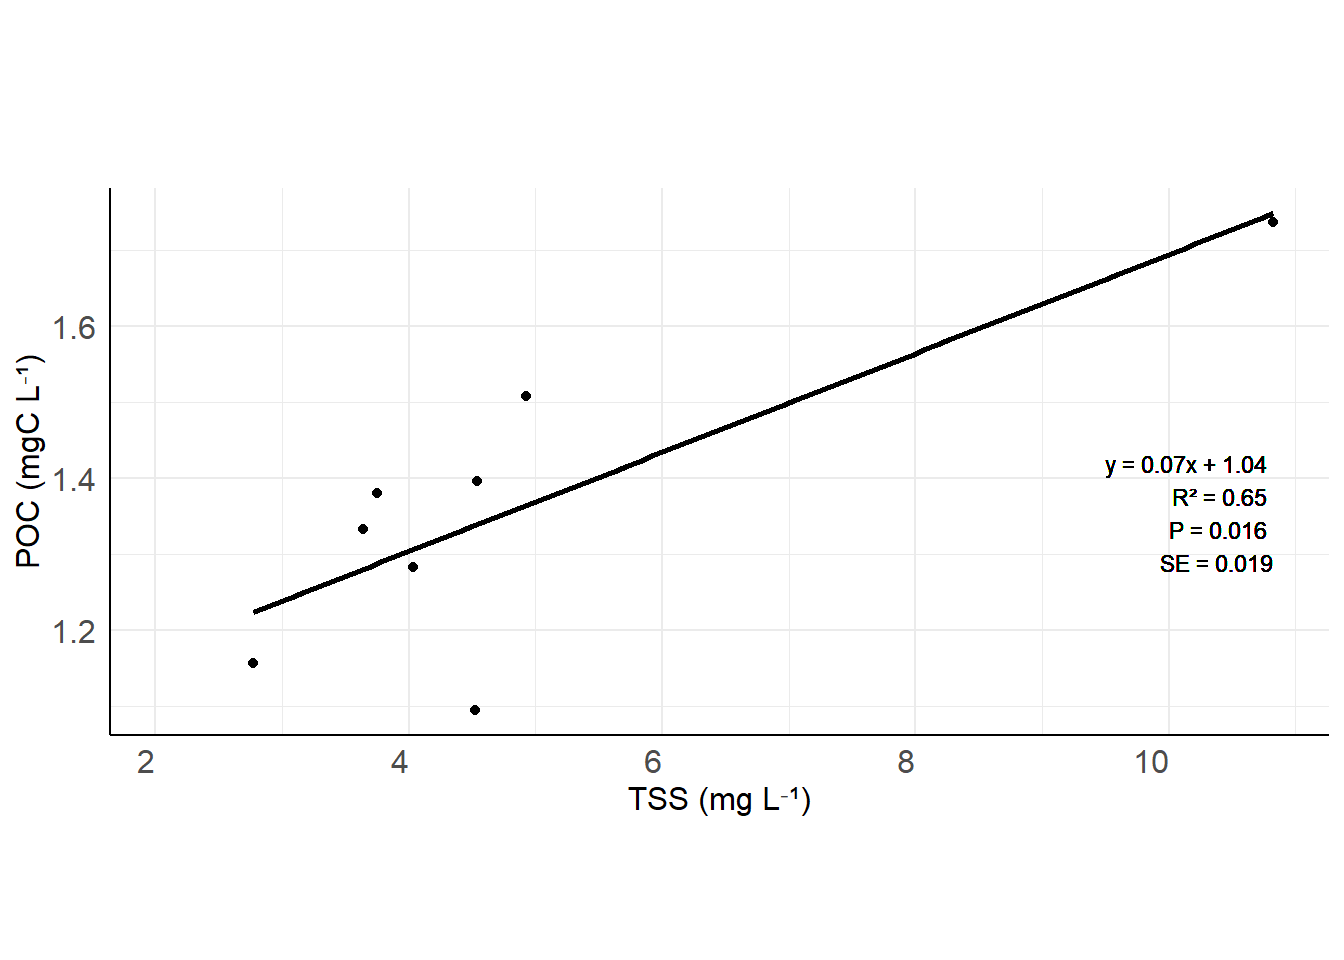 POC (mgC L⁻¹)
1.6
1.4
1.2
y = 0.07x + 1.04
R² = 0.65
P = 0.016
SE = 0.019
2 4 6 8 10
TSS (mg L⁻¹)